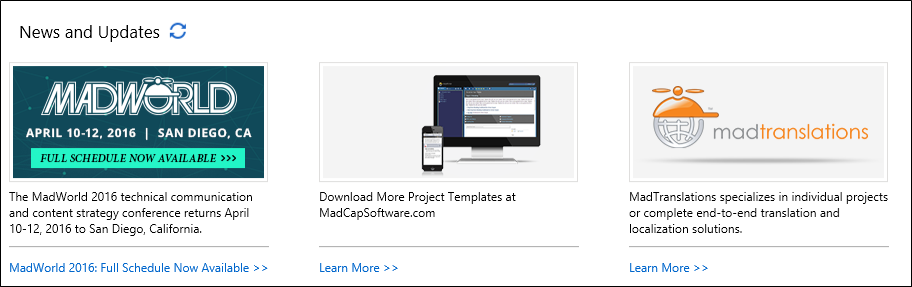 News and Updates
MADWORLD
APRIL 10-12, 2016 | SAN DIEGO, CA
FULL SCHEDULE NOW AVAILABLE >>>
The MadWorld 2016 technical communication
and content strategy conference returns April
10-12, 2016 to San Diego, California.
MadWorld 2016: Full Schedule Now Available >>
Download More Project Templates at
MadCapSoftware.com
Learn More >>
madtranslations
MadTranslations specializes in individual projects
or complete end-to-end translation and
localization solutions.
Learn More >>